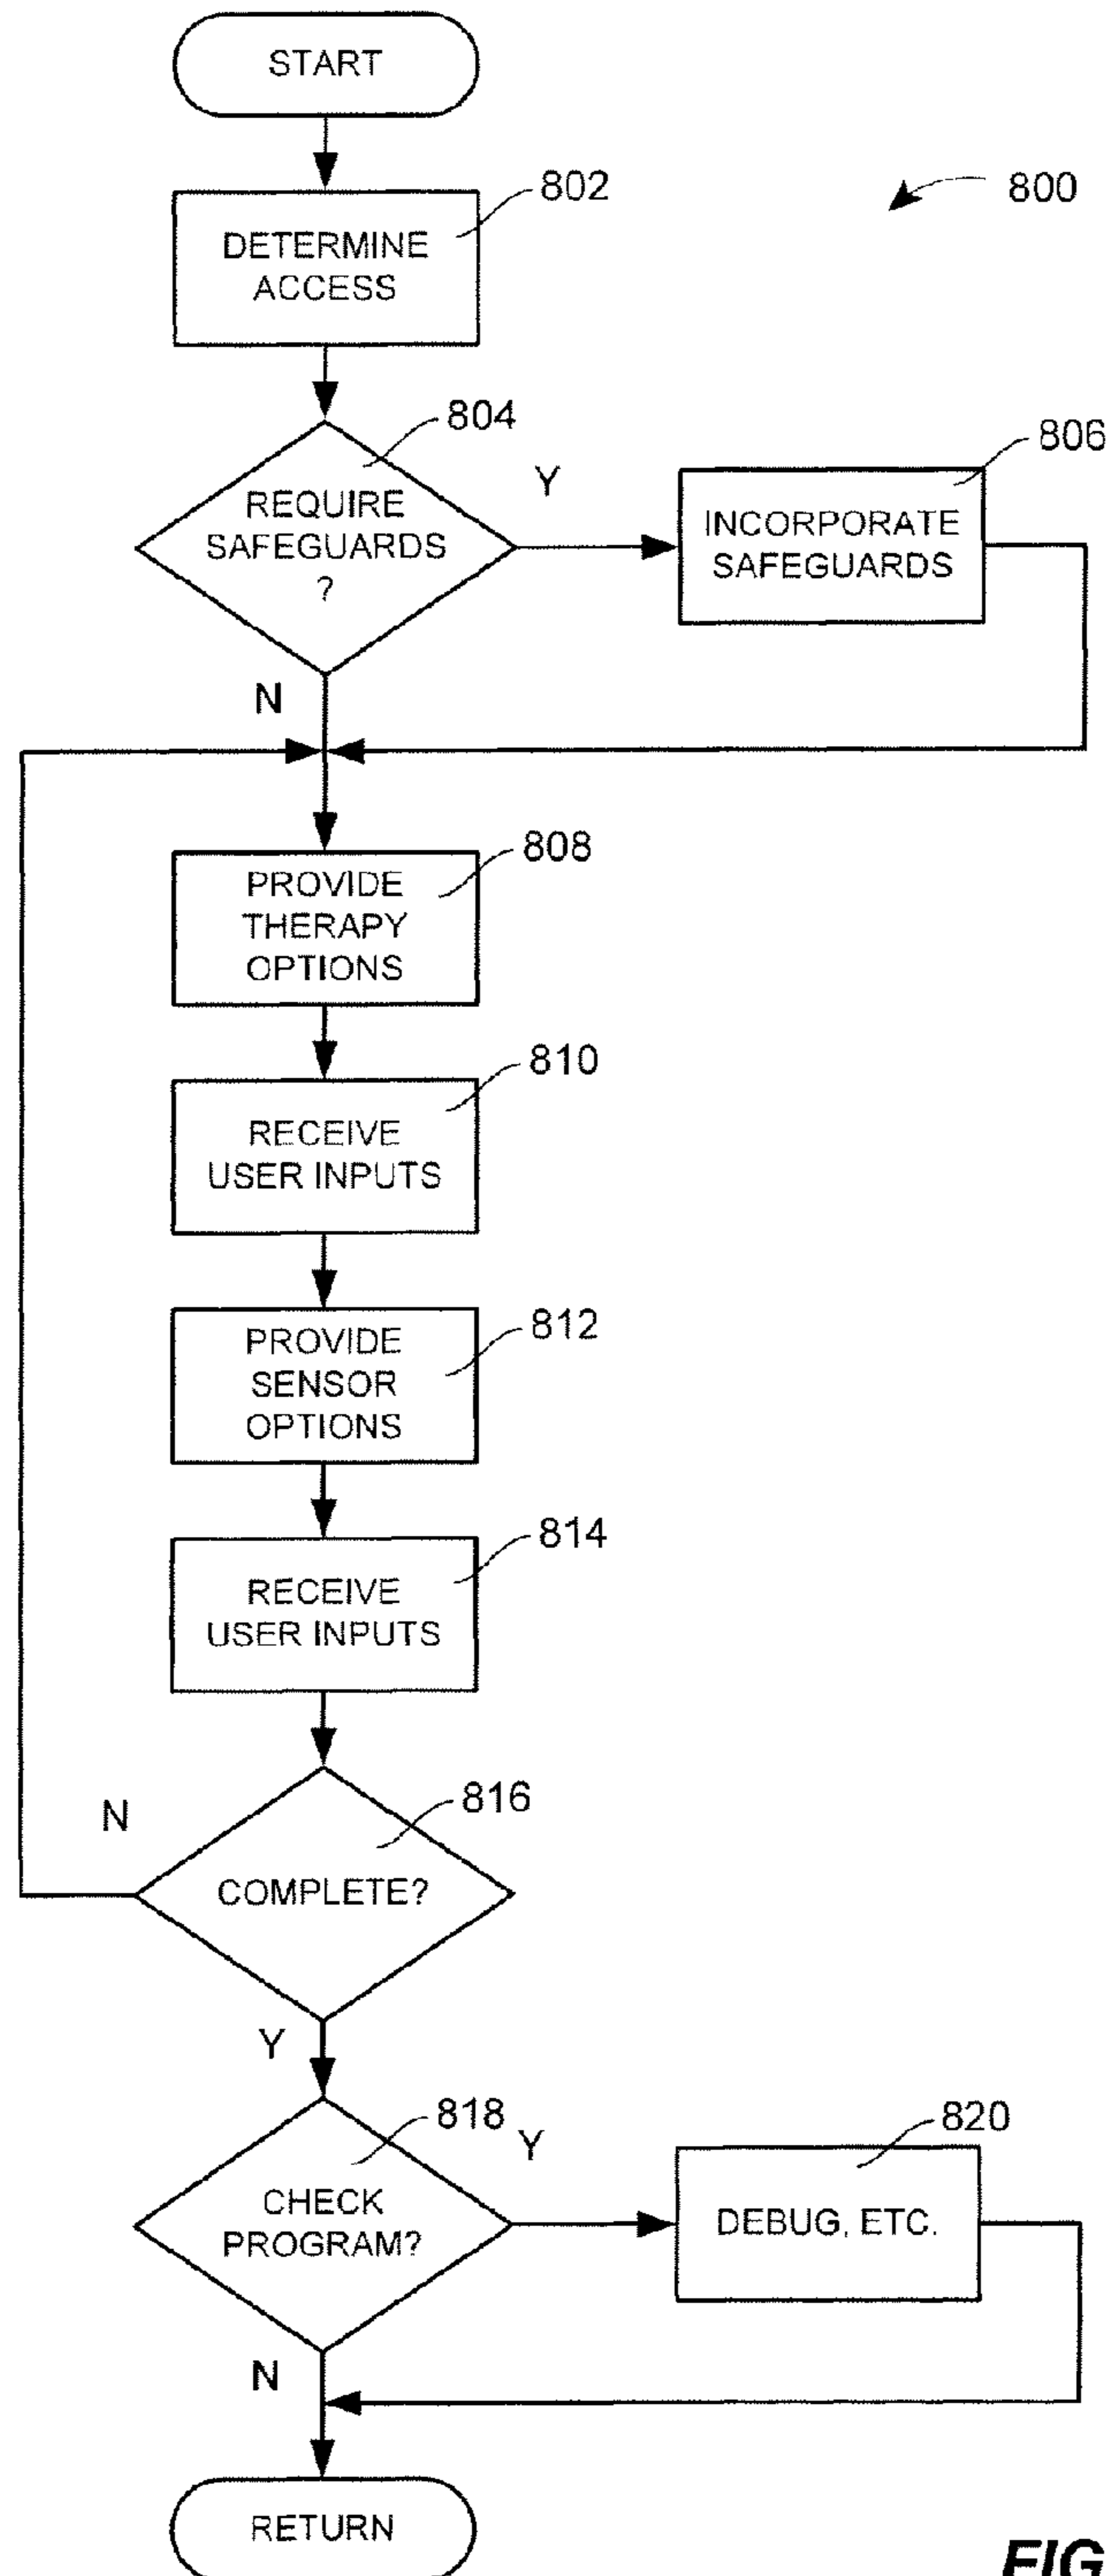 START
802
800
DETERMINE
ACCESS
804
806
Y
REQUIRE
SAFEGUARDS
?
INCORPORATE
SAFEGUARDS
N
808
PROVIDE
THERAPY
OPTIONS
810
RECEIVE
USER INPUTS
812
PROVIDE
SENSOR
OPTIONS
814
RECEIVE
USER INPUTS
816
N
COMPLETE?
Y
818
Y
820
CHECK
PROGRAM?
DEBUG, ETC.
N
RETURN
FIG